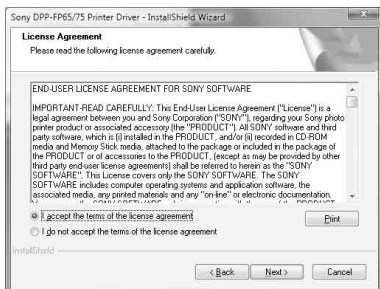 Sony DPP-FP65/75 Printer Driver - InstallShield Wizard
License Agreement
Please read the following license agreement carefully.
END-USER LICENSE AGREEMENT FOR SONY SOFTWARE
IMPORTANT-READ CAREFULLY: This End-User License Agreement ("License") is a
legal agreement between you and Sony Corporation ("SONY"), regarding your Sony photo
printer product or associated accessory (the "PRODUCT"). All SONY software and third
party software, which is (i) installed in the PRODUCT, and/or (ii) recorded in CD-ROM
media and Memory Stick media, attached to the package or included in the package of
the PRODUCT or of accessories to the PRODUCT, (except as may be provided by other
third party end-user license agreements) shall be referred to herein as the "SONY
SOFTWARE". This License covers only the SONY SOFTWARE. The SONY
SOFTWARE includes computer operating systems and application software, the
associated media, any printed materials and any "on-line" or electronic documentation.
I accept the terms of the license agreement
Print
I do not accept the terms of the license agreement
InstallShield
< Back
Next >
Cancel